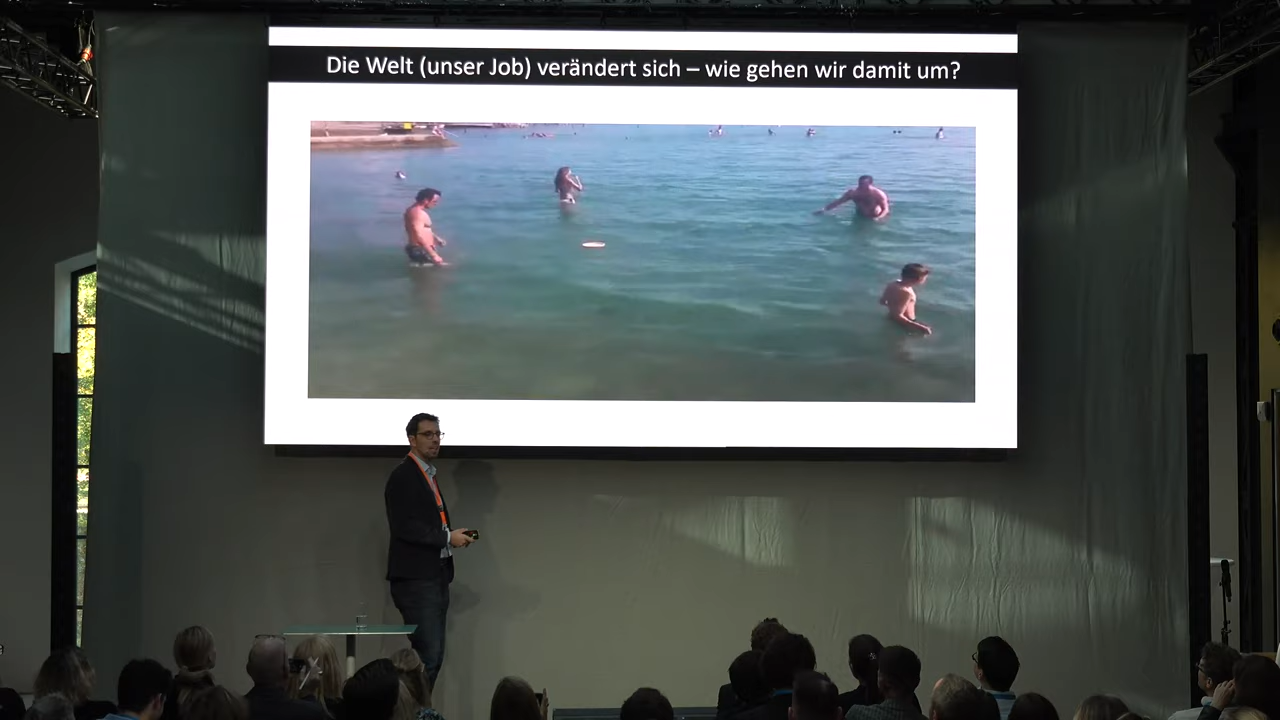 Die Welt (unser Job) verändert sich – wie gehen wir damit um?